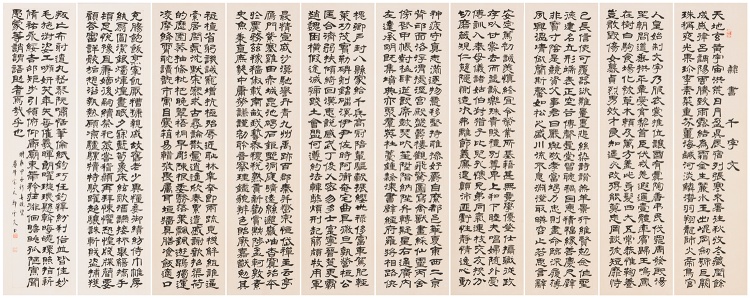 隸書千字文
天地玄黃宇宙洪荒日月盈昃辰宿列張寒來暑往秋收冬藏閏餘
成歲律呂調陽雲騰致雨露結爲霜金生麗水玉出崑岡劍號巨闕
珠稱夜光果珍李柰菜重芥薑海鹹河淡鱗潛羽翔龍師火帝鳥官
人皇始制文字乃服衣裳推位讓國有虞陶唐弔民伐罪周發殷湯
坐朝問道垂拱平章愛育黎首臣伏戎羌遐邇壹體率賓歸王鳴鳳
在樹白駒食場化被草木賴及萬方蓋此身髮四大五常恭惟鞠養
豈敢毀傷女慕貞絜男效才良知過必改得能莫忘罔談彼短靡恃
己長信使可覆器欲難量墨悲絲染詩讚羔羊景行維賢剋念作聖
德建名立形端表正空谷傳聲虛堂習聽禍因惡積福緣善慶尺璧
非寶寸陰是競資父事君曰嚴與敬孝當竭力忠則盡命臨深履薄
夙興溫凊似蘭斯馨如松之盛川流不息淵澄取映容止若思言辭
安定篤初誠美慎終宜令榮業所基籍甚無竟學優登仕攝職從政
存以甘棠去而益詠樂殊貴賤禮別尊卑上和下睦夫唱婦隨外受
傅訓入奉母儀諸姑伯叔猶子比兒孔懷兄弟同氣連枝交友投分
切磨箴規仁慈隱惻造次弗離節義廉退顛沛匪虧性靜情逸心動
神疲守真志滿逐物意移堅持雅操好爵自縻都邑華夏東西二京
背邙面洛浮渭據涇宮殿盤鬱樓觀飛驚圖寫禽獸畫彩仙靈丙舍
傍啟甲帳對楹肆筵設席鼓瑟吹笙陞階納陛弁轉疑星右通廣內
左達承明既集墳典亦聚群英杜稿鍾隸漆書壁經府羅將相路俠
槐卿戶封八縣家給千兵高冠陪輦驅轂振纓世祿侈富車駕肥輕
策功茂實勒碑刻銘磻溪伊尹佐時阿衡奄宅曲阜微旦孰營桓公
匡合濟弱扶傾綺迴漢惠說感武丁俊乂密勿多士寔寧晉楚更霸
趙魏困橫假途滅虢踐土會盟何遵約法韓弊煩刑起翦頗牧用軍
最精宣威沙漠馳譽丹青九州禹跡百郡秦并嶽宗恆岱禪主云亭
雁門紫塞雞田赤城昆池碣石鉅野洞庭曠遠緜邈巖岫杳冥治本
於農務茲稼穡俶載南畝我藝黍稷稅熟貢新勸賞黜陟孟軻敦素
史魚秉直庶幾中庸勞謙謹敕聆音察理鑑貌辨色貽厥嘉猷勉其
祗植省躬譏誡寵增抗極殆辱近恥林皋幸即兩疏見機解組誰逼
索居閒處沉默寂寥求古尋論散慮逍遙欣奏累遣慼謝歡招渠荷
的歷園莽抽條枇杷晚翠梧桐早凋陳根委翳落葉飄颻遊鵾獨運
凌摩絳霄耽讀翫市寓目囊箱易輶攸畏屬耳垣牆具膳餐飯適口
充腸飽飫烹宰飢厭糟糠親戚故舊老少異糧妾御績紡侍巾帷房
紈扇圓潔銀燭煒煌晝眠夕寐藍筍象床弦歌酒讌接杯舉觴矯手
頓足悅豫且康嫡後嗣續祭祀蒸嘗稽顙再拜悚懼恐惶牋牒簡要
顧答審詳骸垢想浴執熱願涼驢騾犢特駭躍超驤誅斬賊盜捕獲
叛亡布射遼丸嵇琴阮嘯恬筆倫紙鈞巧任釣釋紛利俗並皆佳妙
毛施淑姿工顰妍笑年矢每催曦暉朗曜璇璣懸斡晦魄環照指薪
修祜永綏吉劭矩步引領俯仰廊廟束帶矜莊徘徊瞻眺孤陋寡聞
愚蒙等誚謂語助者焉哉乎也